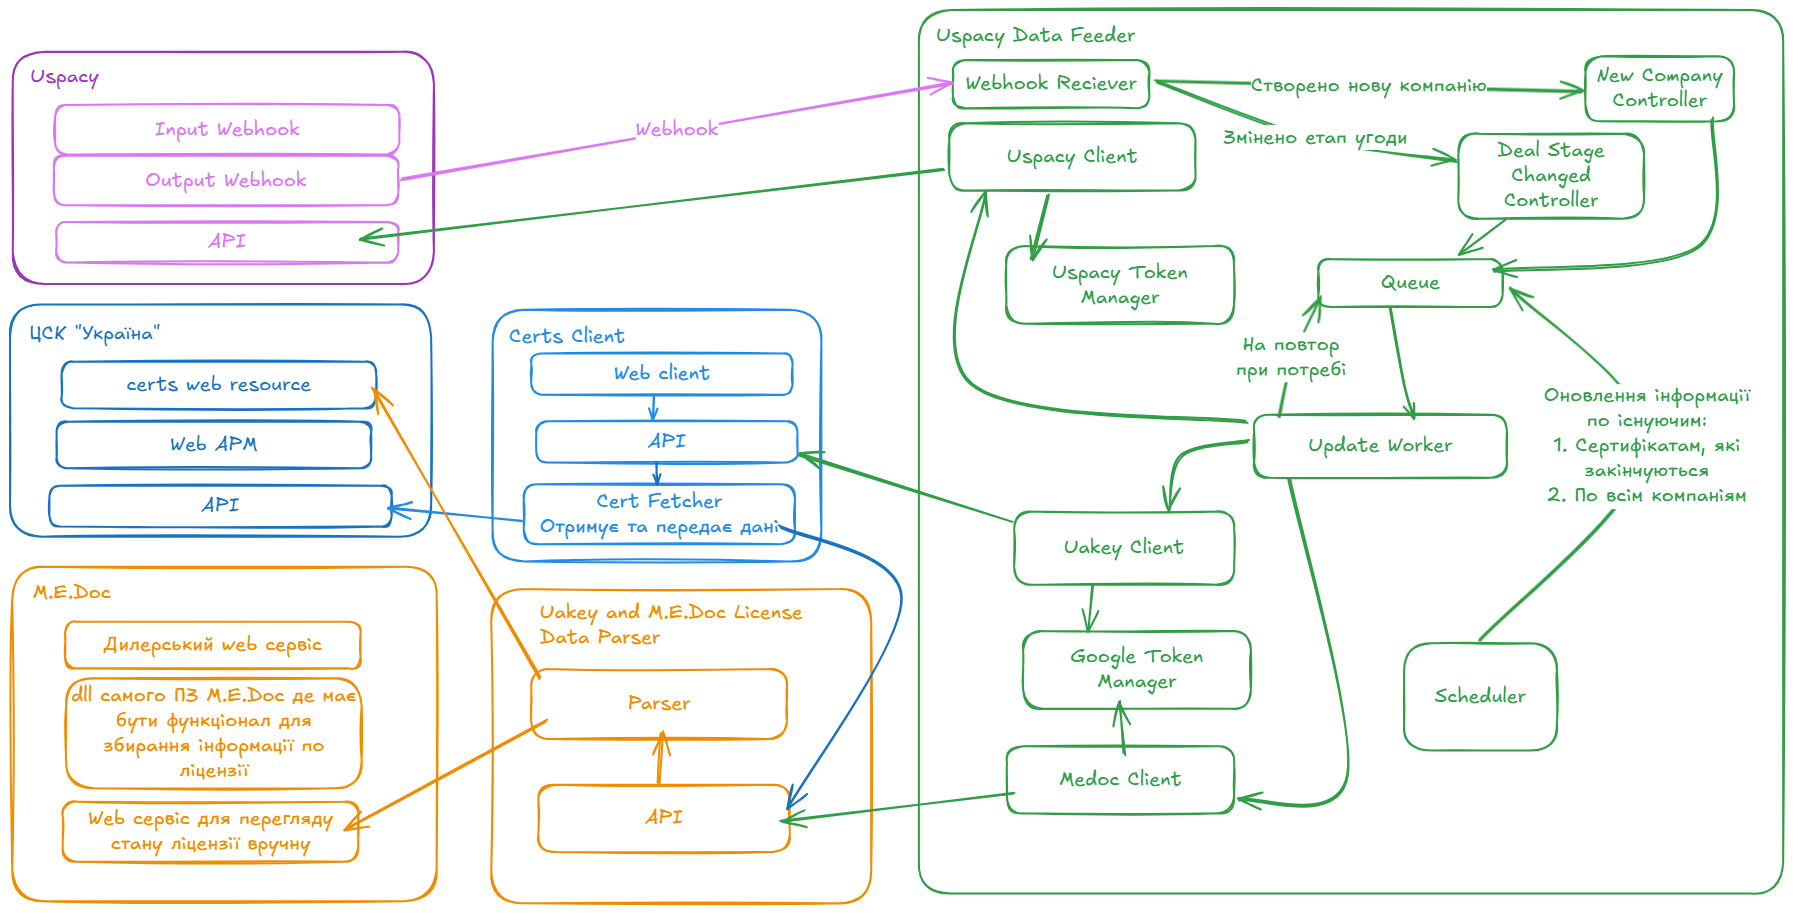 Uspacy
Input Webhook
Output Webhook
API
Webhook
ЦСК "Україна"
certs web resource
Web АРМ
API
M.E.Doc
Дилерський web сервіс
dll самого ПЗ M.E.Doc де має
бути функціонал для
збирання інформації по
ліцензії
Web сервіс для перегляду
стану ліцензії вручну
Certs Client
Web client
API
Cert Fetcher
Отримує та передає дані
Uakey and M.E.Doc License
Data Parser
Parser
API
Uspacy Data Feeder
Webhook Reciever
Створено нову компанію
New Company
Controller
Змінено етап угоди
Deal Stage
Changed
Controller
Uspacy Client
Uspacy Token
Manager
Queue
На повтор
при потребі
Update Worker
Оновлення інформації
по існуючим:
1. Сертифікатам, які
закінчуються
2. По всім компаніям
Uakey Client
Google Token
Manager
Medoc Client
Scheduler